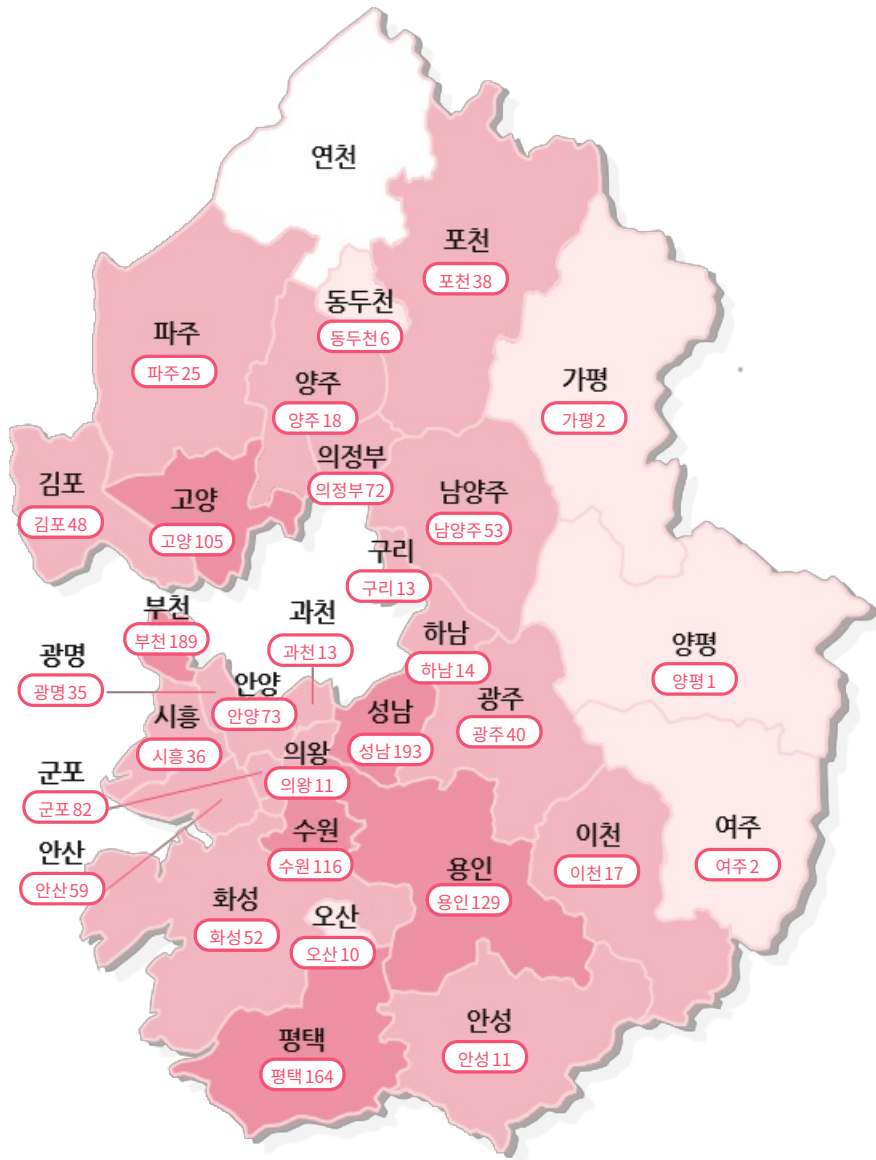 연천
포천
포천38
동두천
동두천6
파주
파주25
양주
양주18
가평
가평2
김포
김포48
고양
고양105
의정부
의정부72
남양주
남양주53
구리
구리13
부천
부천189
과천
과천13
하남
하남14
양평
양평1
광명
광명35
안양
안양73
시흥
시흥36
성남
성남193
광주
광주40
군포
군포82
의왕
의왕11
안산
안산59
수원
수원116
용인
용인129
이천
이천17
여주
여주2
화성
화성52
오산
오산10
평택
평택164
안성
안성11